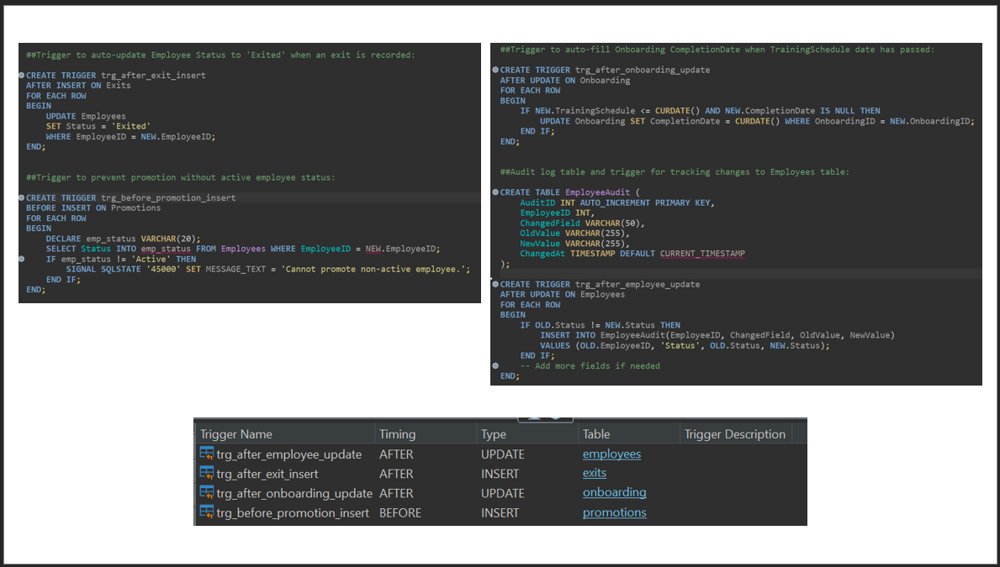 ##Trigger to auto-update Employee Status to 'Exited' when an exit is recorded:
CREATE TRIGGER trg_after_exit_insert
AFTER INSERT ON Exits
FOR EACH ROW
BEGIN
UPDATE Employees
SET Status = 'Exited'
WHERE EmployeeID = NEW.EmployeeID;
END;
##Trigger to prevent promotion without active employee status:
CREATE TRIGGER trg_before_promotion_insert
BEFORE INSERT ON Promotions
FOR EACH ROW
BEGIN
DECLARE emp_status VARCHAR(20);
SELECT Status INTO emp_status FROM Employees WHERE EmployeeID = NEW.EmployeeID;
IF emp_status != 'Active' THEN
SIGNAL SQLSTATE '45000' SET MESSAGE_TEXT = 'Cannot promote non-active employee.';
END IF;
END;
##Trigger to auto-fill Onboarding CompletionDate when TrainingSchedule date has passed:
CREATE TRIGGER trg_after_onboarding_update
AFTER UPDATE ON Onboarding
FOR EACH ROW
BEGIN
IF NEW.TrainingSchedule <= CURDATE() AND NEW.CompletionDate IS NULL THEN
UPDATE Onboarding SET CompletionDate = CURDATE() WHERE OnboardingID = NEW.OnboardingID;
END IF;
END;
##Audit log table and trigger for tracking changes to Employees table:
CREATE TABLE EmployeeAudit (
AuditID INT AUTO_INCREMENT PRIMARY KEY,
EmployeeID INT,
ChangedField VARCHAR(50),
OldValue VARCHAR(255),
NewValue VARCHAR(255),
ChangedAt TIMESTAMP DEFAULT CURRENT_TIMESTAMP
);
CREATE TRIGGER trg_after_employee_update
AFTER UPDATE ON Employees
FOR EACH ROW
BEGIN
IF OLD.Status != NEW.Status THEN
INSERT INTO EmployeeAudit(EmployeeID, ChangedField, OldValue, NewValue)
VALUES (OLD.EmployeeID, 'Status', OLD.Status, NEW.Status);
END IF;
-- Add more fields if needed
END;
Trigger Name Timing Type Table Trigger Description
trg_after_employee_update AFTER UPDATE employees
trg_after_exit_insert AFTER INSERT exits
trg_after_onboarding_update AFTER UPDATE onboarding
trg_before_promotion_insert BEFORE INSERT promotions